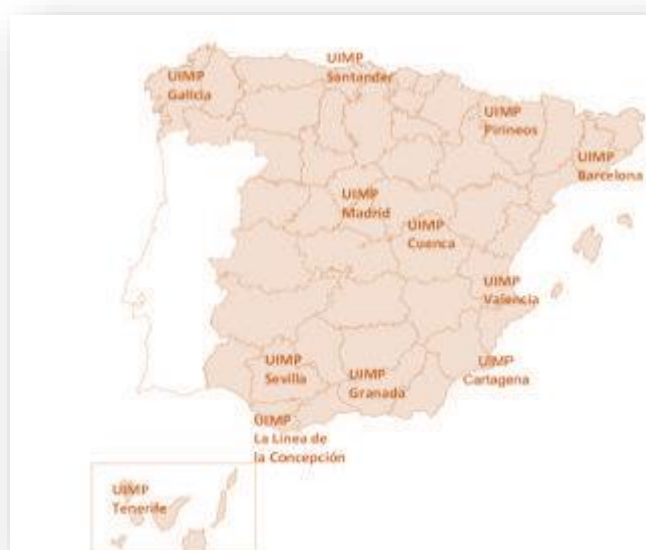 UIMP
Santander
UIMP
Galicia
UIMP
Pirineos
UIMP
Barcelona
UIMP
Madrid
UIMP
Cuenca
UIMP
Valencia
UIMP
Sevilla
UIMP
Granada
UIMP
Cartagena
UIMP
La Línea de
la Concepción
UIMP
Tenerife